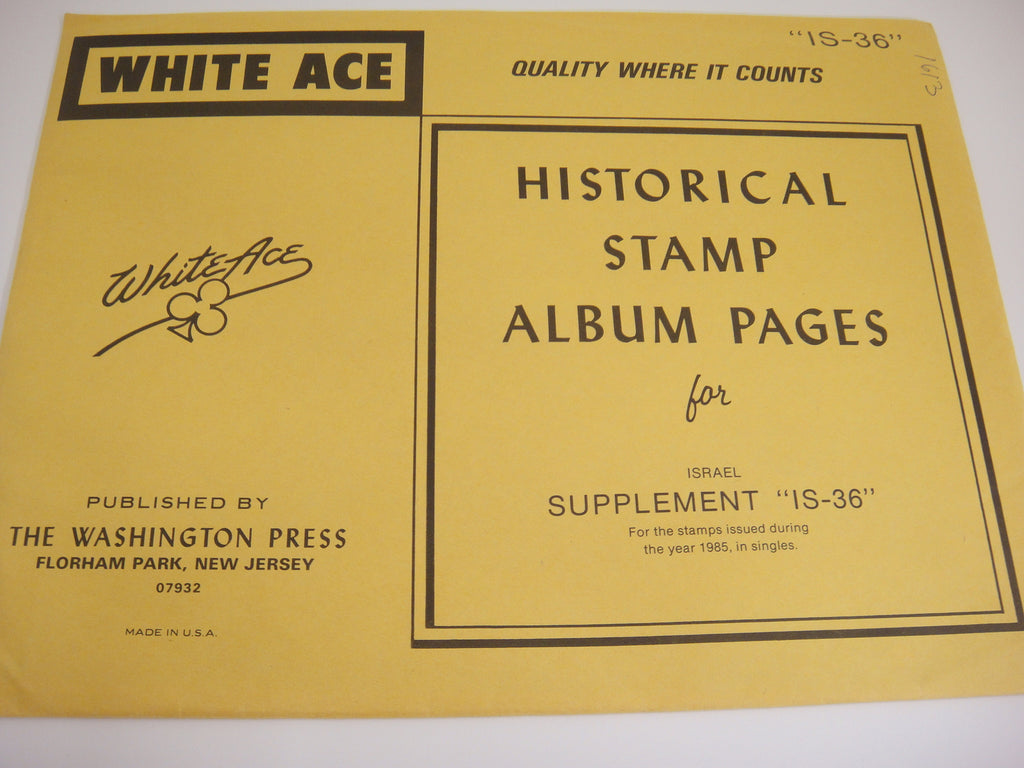 WHITE ACE
QUALITY WHERE IT COUNTS
"IS-36"
1613
White Ace
HISTORICAL
STAMP
ALBUM PAGES
for
ISRAEL
SUPPLEMENT "IS-36"
For the stamps issued during
the year 1985, in singles.
PUBLISHED BY
THE WASHINGTON PRESS
FLORHAM PARK, NEW JERSEY
07932
MADE IN U.S.A.